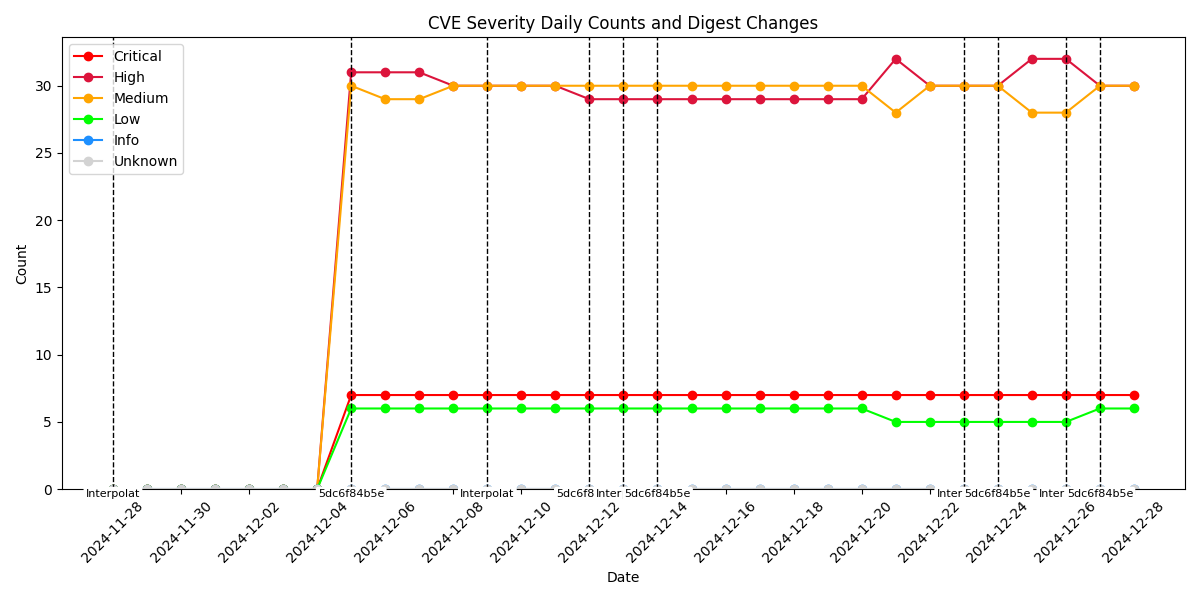 CVE Severity Daily Counts and Digest Changes
Critical
High
Medium
Low
Info
Unknown
Count
30
25
20
15
10
5
0
Interpolat
5dc6f84b5e
Interpolat
5dc6f8
Inter
5dc6f84b5e
Inter
5dc6f84b5e
Inter
5dc6f84b5e
2024-11-28
2024-11-30
2024-12-02
2024-12-04
2024-12-06
2024-12-08
2024-12-10
2024-12-12
2024-12-14
2024-12-16
2024-12-18
2024-12-20
2024-12-22
2024-12-24
2024-12-26
2024-12-28
Date